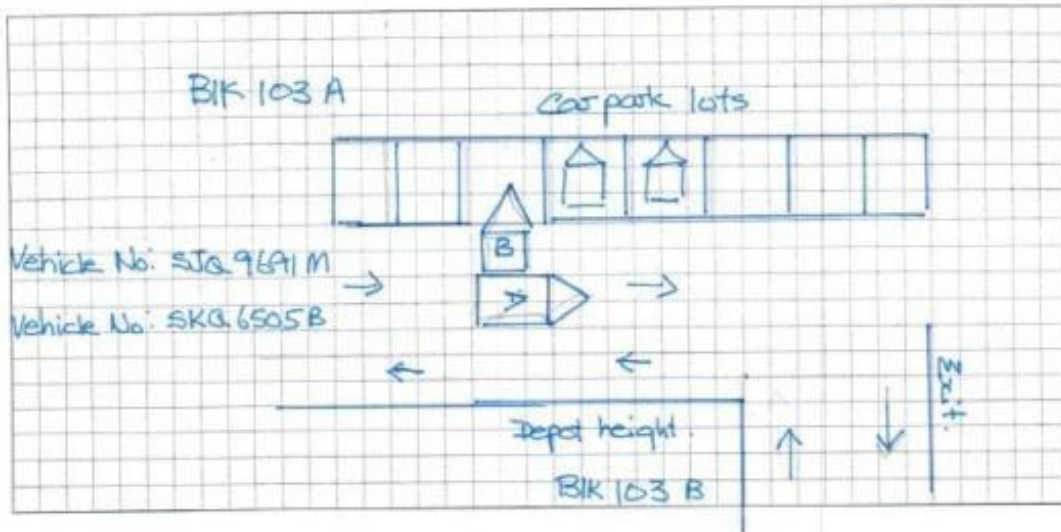 Blk 103 A
Car park lots
B
Vehicle No: SJQ 9691 M
A
Vehicle No: SKQ 6505 B
Exit.
Depot height.
Blk 103 B